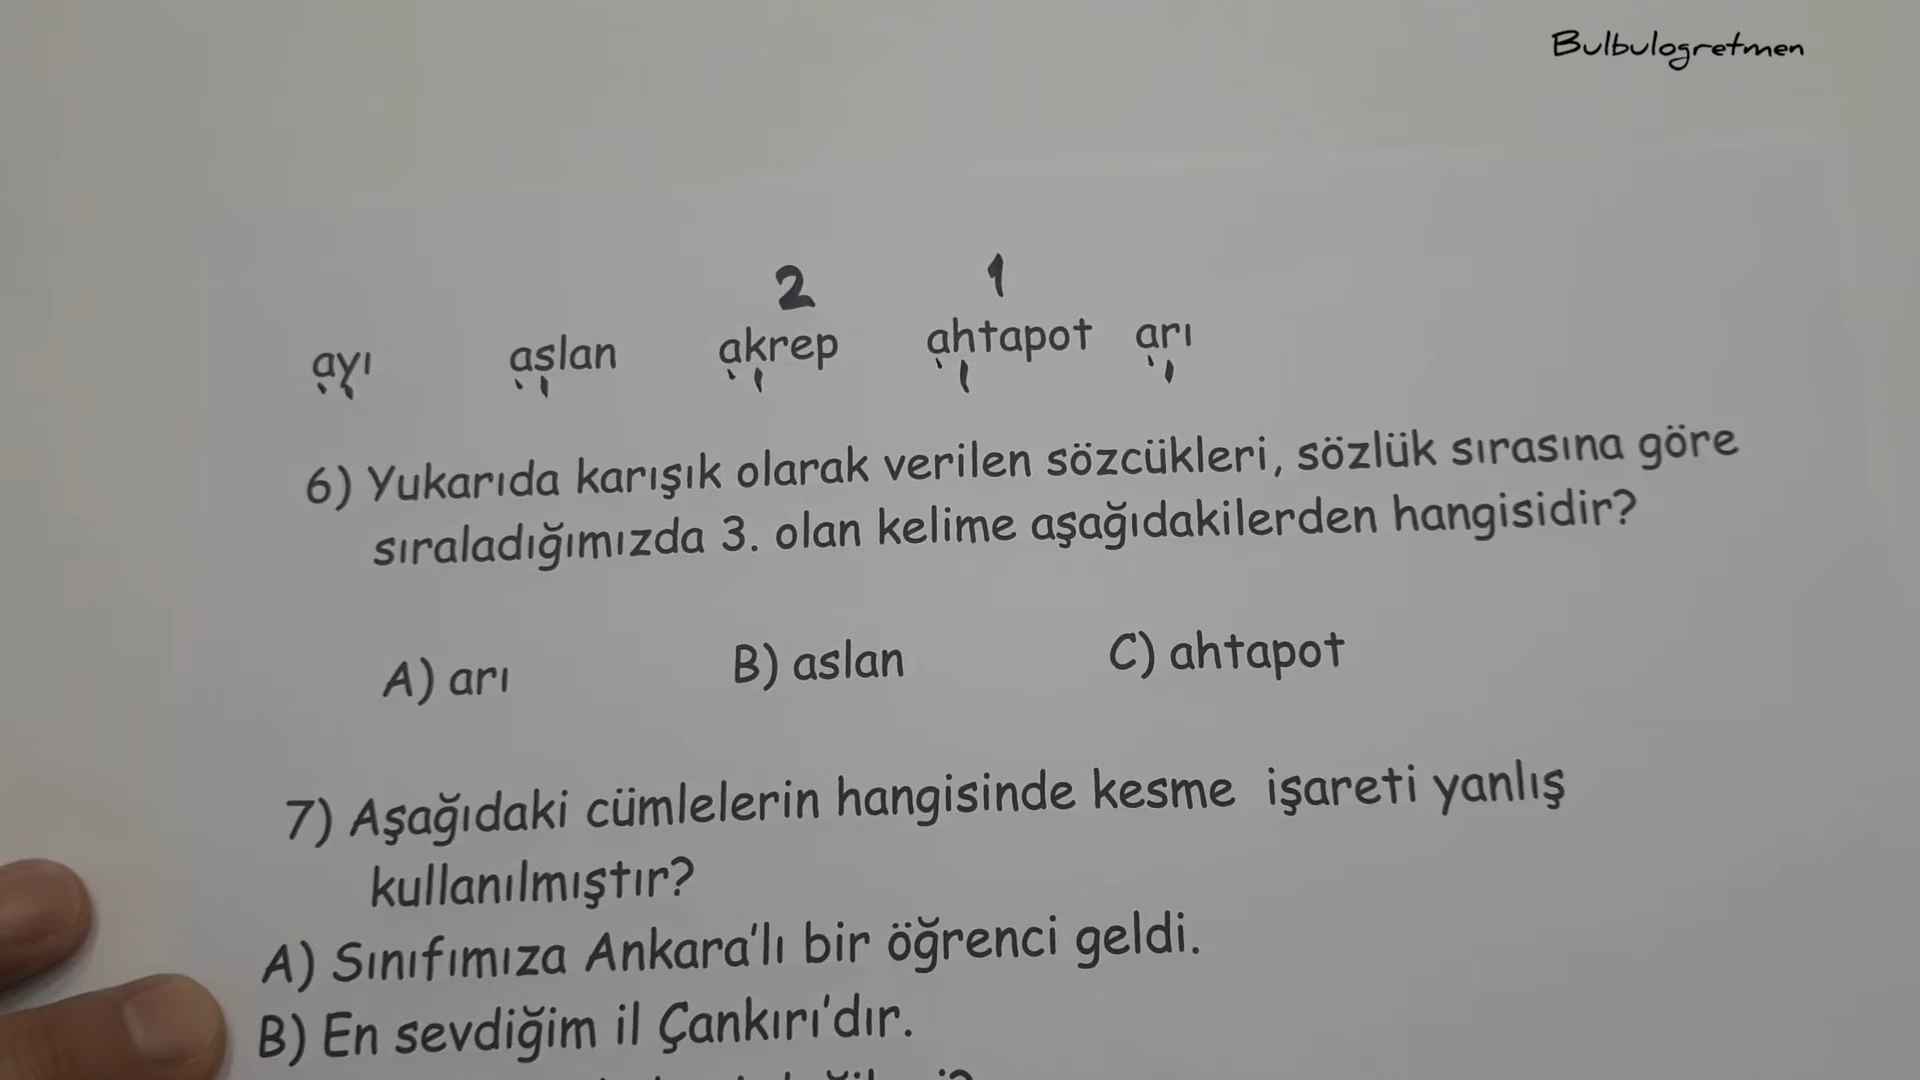 Bulbulogretmen
2 1
ayı aslan akrep ahtapot arı
6) Yukarıda karışık olarak verilen sözcükleri, sözlük sırasına göre
sıraladığımızda 3. olan kelime aşağıdakilerden hangisidir?
A) arı B) aslan C) ahtapot
7) Aşağıdaki cümlelerin hangisinde kesme işareti yanlış
kullanılmıştır?
A) Sınıfımıza Ankara'lı bir öğrenci geldi.
B) En sevdiğim il Çankırı'dır.